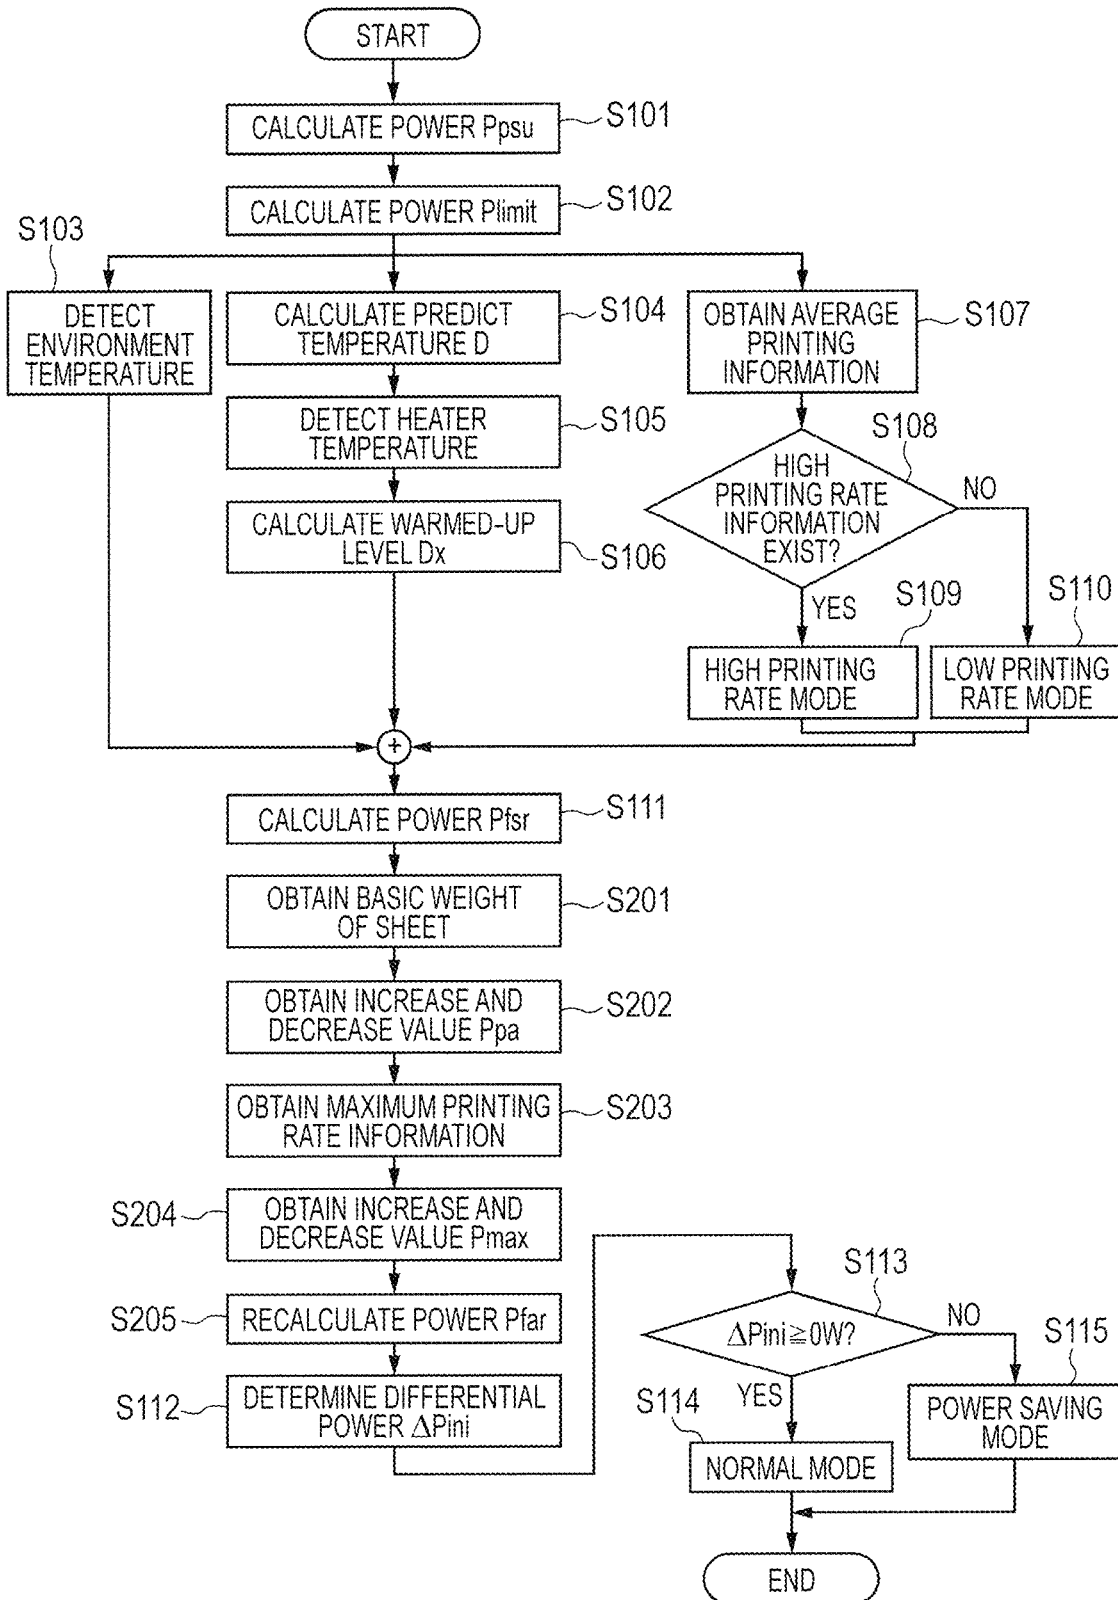 START
CALCULATE POWER Ppsu
S101
CALCULATE POWER Plimit
S102
S103
DETECT
ENVIRONMENT
TEMPERATURE
CALCULATE PREDICT
TEMPERATURE D
S104
OBTAIN AVERAGE
PRINTING
INFORMATION
S107
DETECT HEATER
TEMPERATURE
S105
S108
HIGH
PRINTING RATE
INFORMATION
EXIST?
NO
CALCULATE WARMED-UP
LEVEL Dx
S106
YES
S109
S110
HIGH PRINTING
RATE MODE
LOW PRINTING
RATE MODE
+
CALCULATE POWER Pfsr
S111
OBTAIN BASIC WEIGHT
OF SHEET
S201
OBTAIN INCREASE AND
DECREASE VALUE Ppa
S202
OBTAIN MAXIMUM PRINTING
RATE INFORMATION
S203
S204
OBTAIN INCREASE AND
DECREASE VALUE Pmax
S205
RECALCULATE POWER Pfar
S112
DETERMINE DIFFERENTIAL
POWER ΔPini
S113
ΔPini≧0W?
NO
YES
S114
NORMAL MODE
S115
POWER SAVING
MODE
END